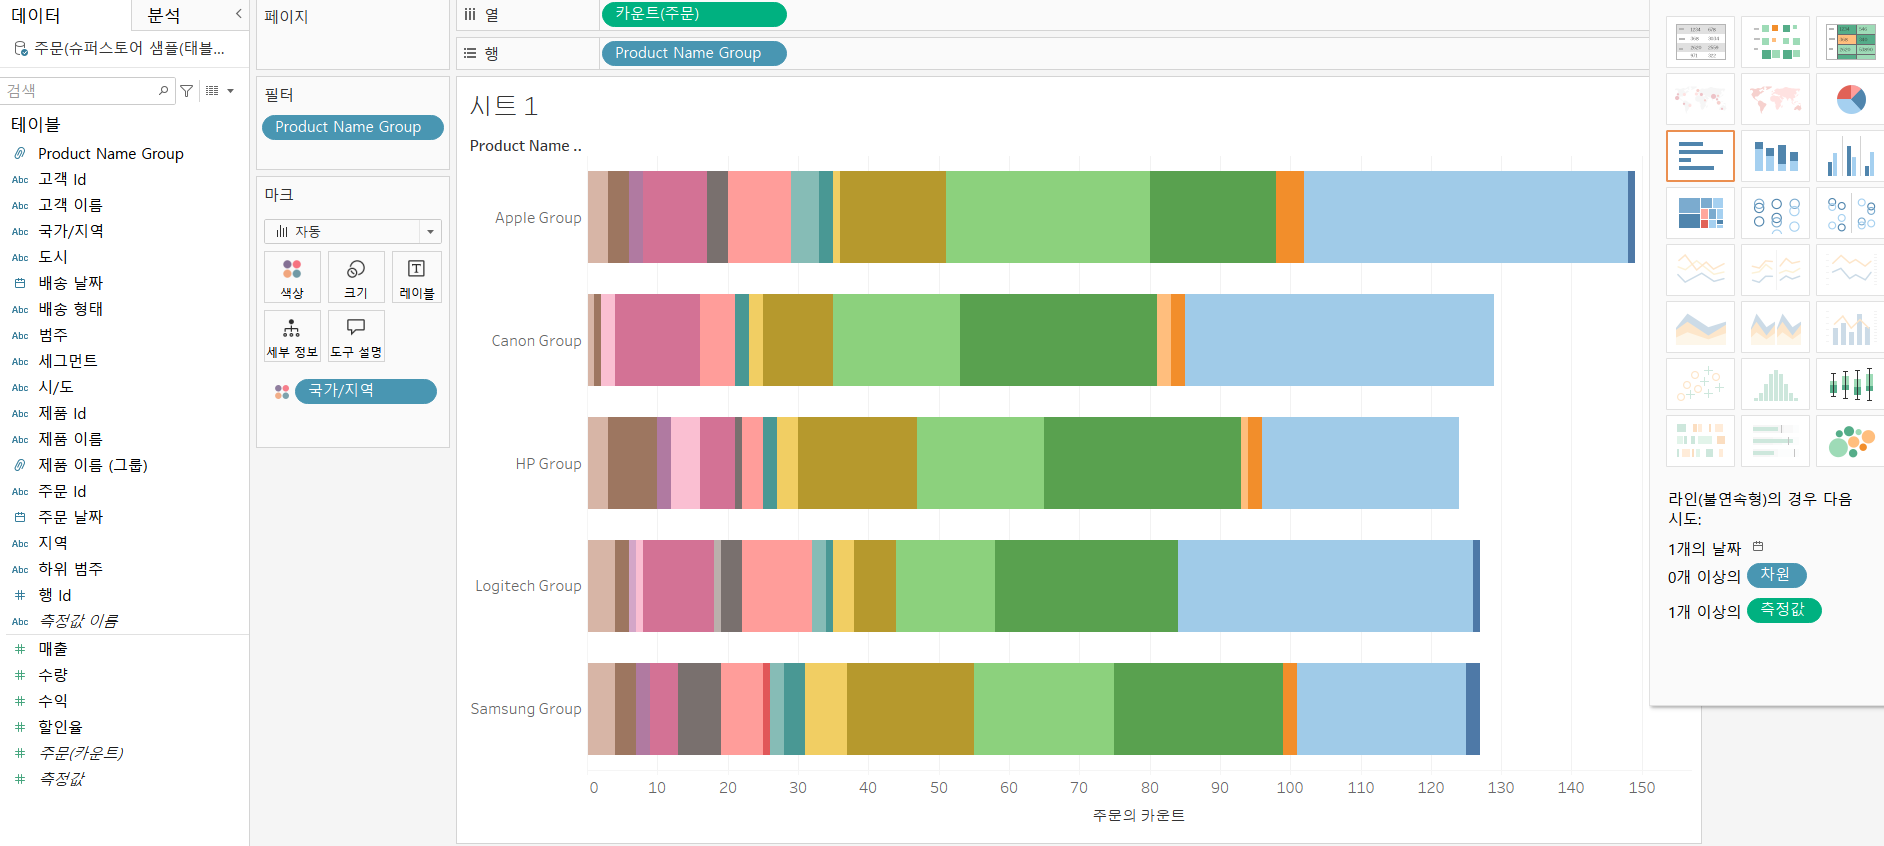 데이터
분석
주문(슈퍼스토어 샘플(태블...
검색
테이블
Product Name Group
Abc 고객 Id
Abc 고객 이름
Abc 국가/지역
Abc 도시
배송 날짜
Abc 배송 형태
Abc 범주
Abc 세그먼트
Abc 시/도
Abc 제품 Id
Abc 제품 이름
제품 이름 (그룹)
Abc 주문 Id
주문 날짜
Abc 지역
Abc 하위 범주
# 행 Id
Abc 측정값 이름
# 매출
# 수량
# 수익
# 할인율
# 주문(카운트)
# 측정값
페이지
필터
Product Name Group
마크
자동
색상
크기
레이블
세부 정보
도구 설명
국가/지역
열
카운트(주문)
행
Product Name Group
시트 1
Product Name ..
Apple Group
Canon Group
HP Group
Logitech Group
Samsung Group
0 10 20 30 40 50 60 70 80 90 100 110 120 130 140 150
주문의 카운트
라인(불연속형)의 경우 다음
시도:
1개의 날짜
0개 이상의 차원
1개 이상의 측정값